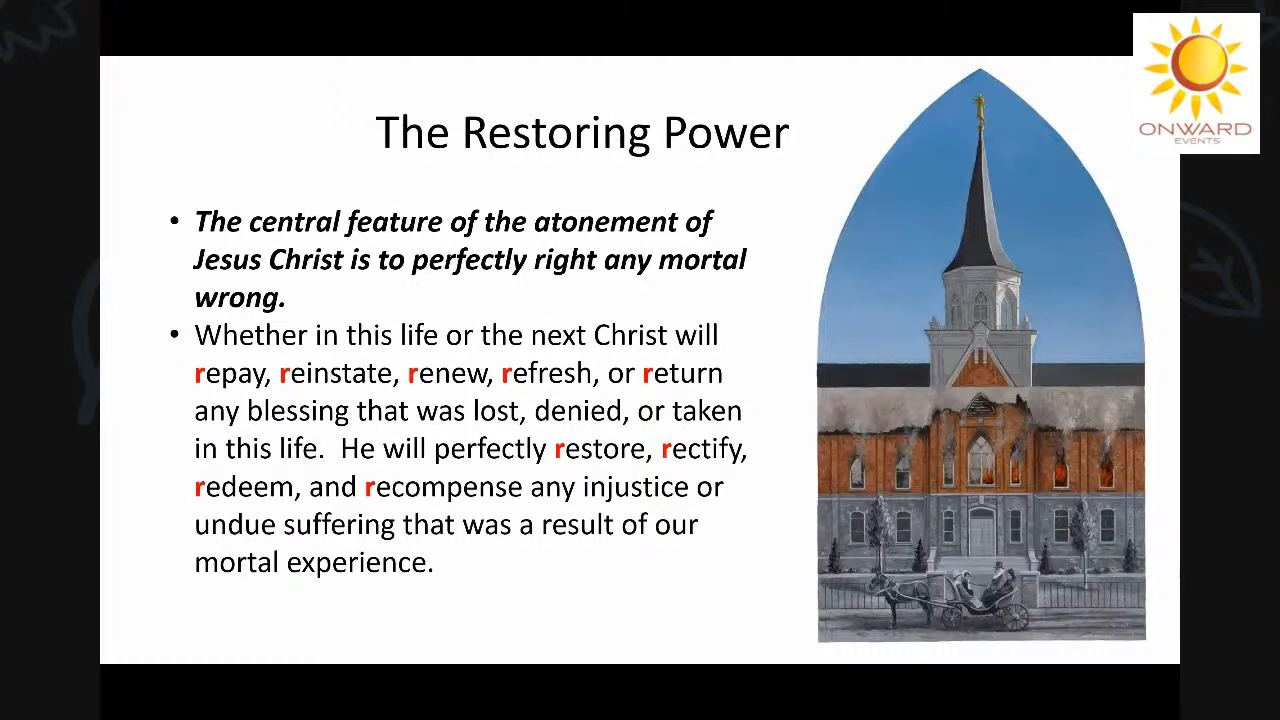 The Restoring Power
• The central feature of the atonement of
Jesus Christ is to perfectly right any mortal
wrong.
• Whether in this life or the next Christ will
repay, reinstate, renew, refresh, or return
any blessing that was lost, denied, or taken
in this life.  He will perfectly restore, rectify,
redeem, and recompense any injustice or
undue suffering that was a result of our
mortal experience.
ONWARD
EVENTS